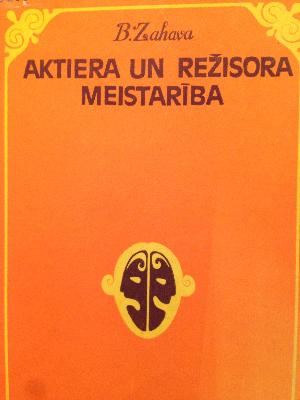 B. Zahava
AKTIERA UN REŽISORA
MEISTARĪBA